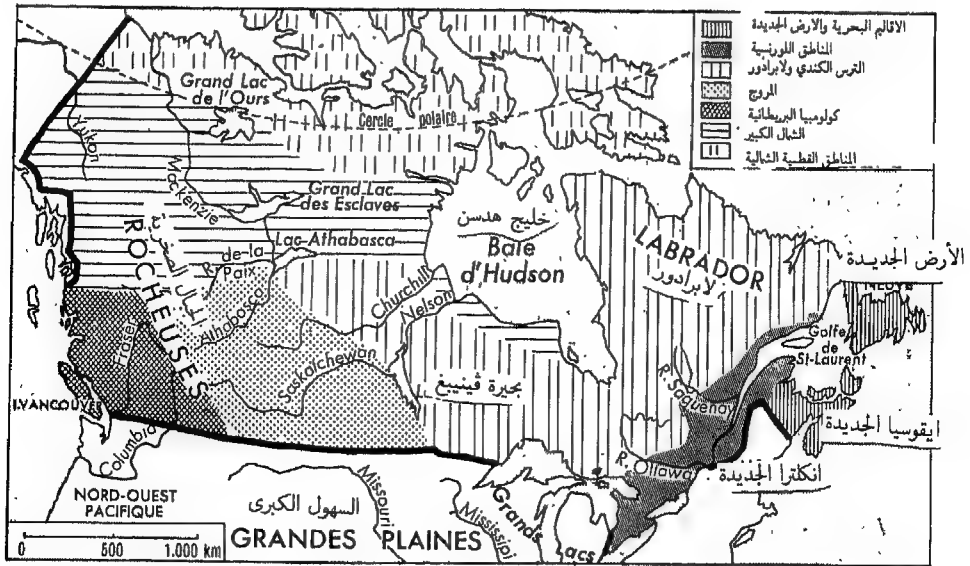 الاقاليم البحرية والارض الجديدة
المناطق اللورنسية
الترس الكندي ولابرادور
المروج
كولومبيا البريطانية
الشمال الكبير
المناطق القطبية الشمالية
Grand Lac
de l'Ours
Cercle polaire
Yukon
Mackenzie
Grand Lac
des Esclaves
Lac Athabasca
R. de la
Paix
ROCHEUSES
Athabasca
Churchill
Nelson
Saskatchewan
Fraser
خليج هدسن
Baie
d'Hudson
LABRADOR
لابرادور
الأرض الجديدة
NEUVE
Golfe
de
St-Laurent
R. Saguenay
بحيرة ڤينيبيغ
I.VANCOUVER
Columbia
R. Ottawa
ايقوسيا الجديدة
انكلترا الجديدة
NORD-OUEST
PACIFIQUE
السهول الكبرى
GRANDES PLAINES
Missouri
Mississipi
Grands
Lacs
0 500 1.000 km